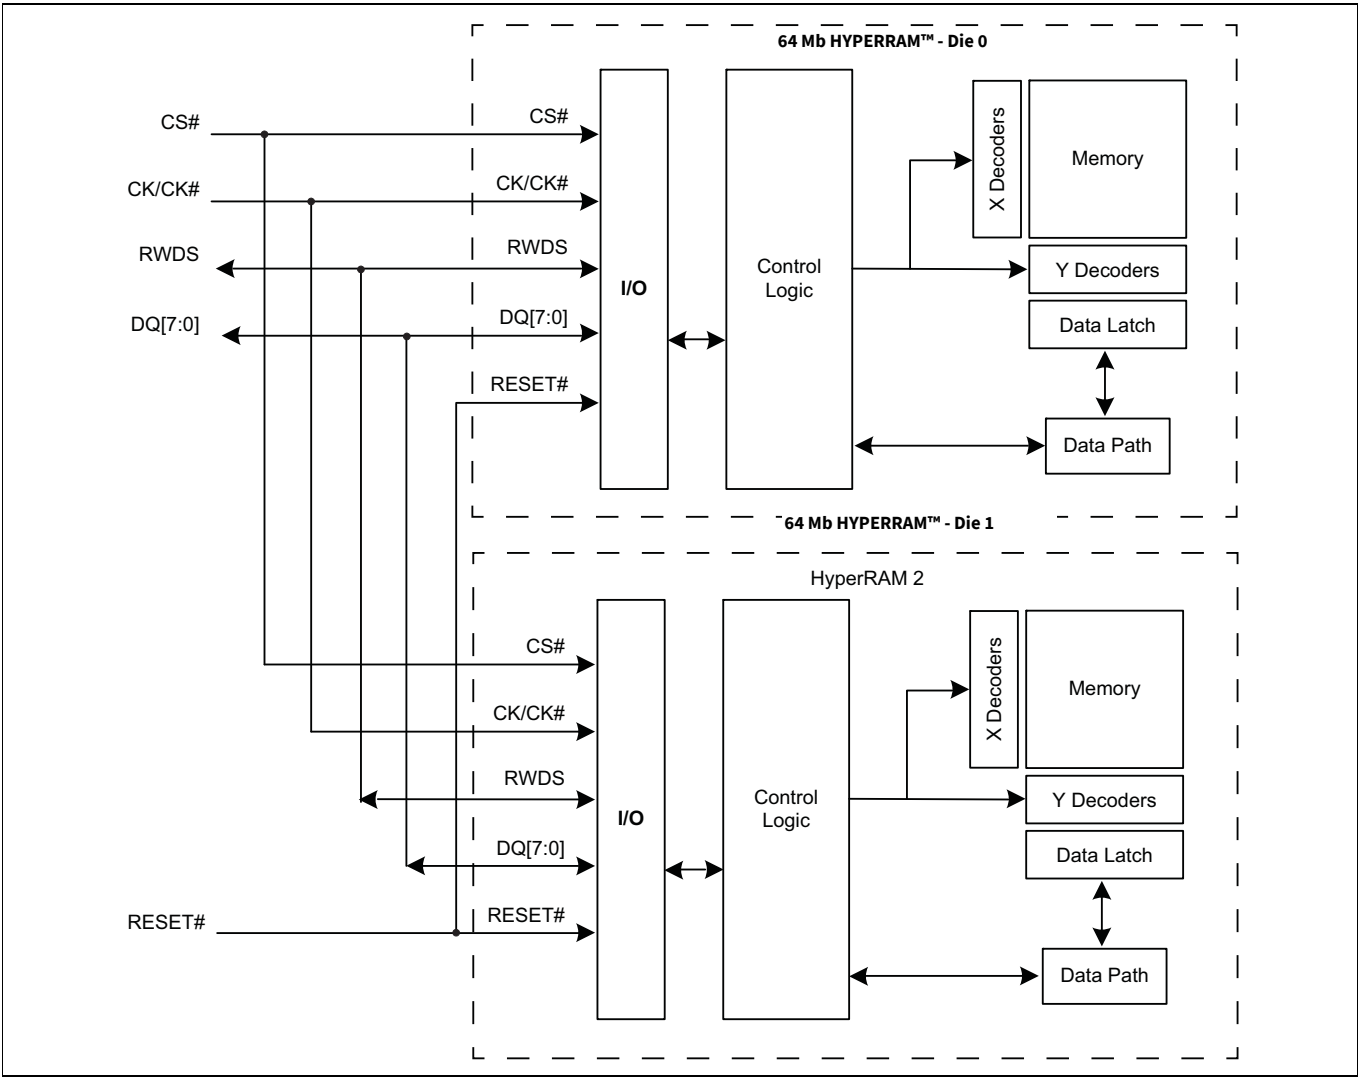 64 Mb HYPERRAM™ - Die 0
CS#
CS#
CK/CK#
CK/CK#
RWDS
RWDS
DQ[7:0]
DQ[7:0]
RESET#
I/O
Control
Logic
X Decoders
Memory
Y Decoders
Data Latch
Data Path
64 Mb HYPERRAM™ - Die 1
HyperRAM 2
CS#
CK/CK#
RWDS
DQ[7:0]
RESET#
RESET#
I/O
Control
Logic
X Decoders
Memory
Y Decoders
Data Latch
Data Path